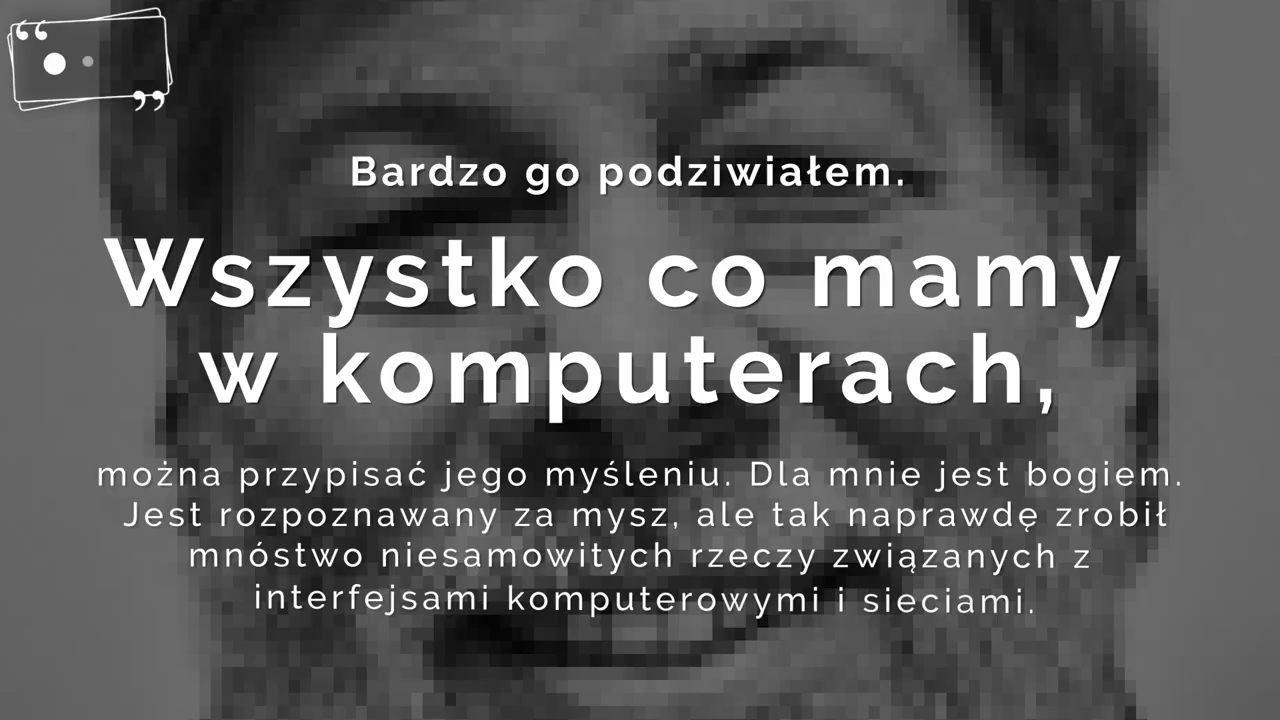 Bardzo go podziwiałem.
Wszystko co mamy
w komputerach,
można przypisać jego myśleniu. Dla mnie jest bogiem.
Jest rozpoznawany za mysz, ale tak naprawdę zrobił
mnóstwo niesamowitych rzeczy związanych z
interfejsami komputerowymi i sieciami.